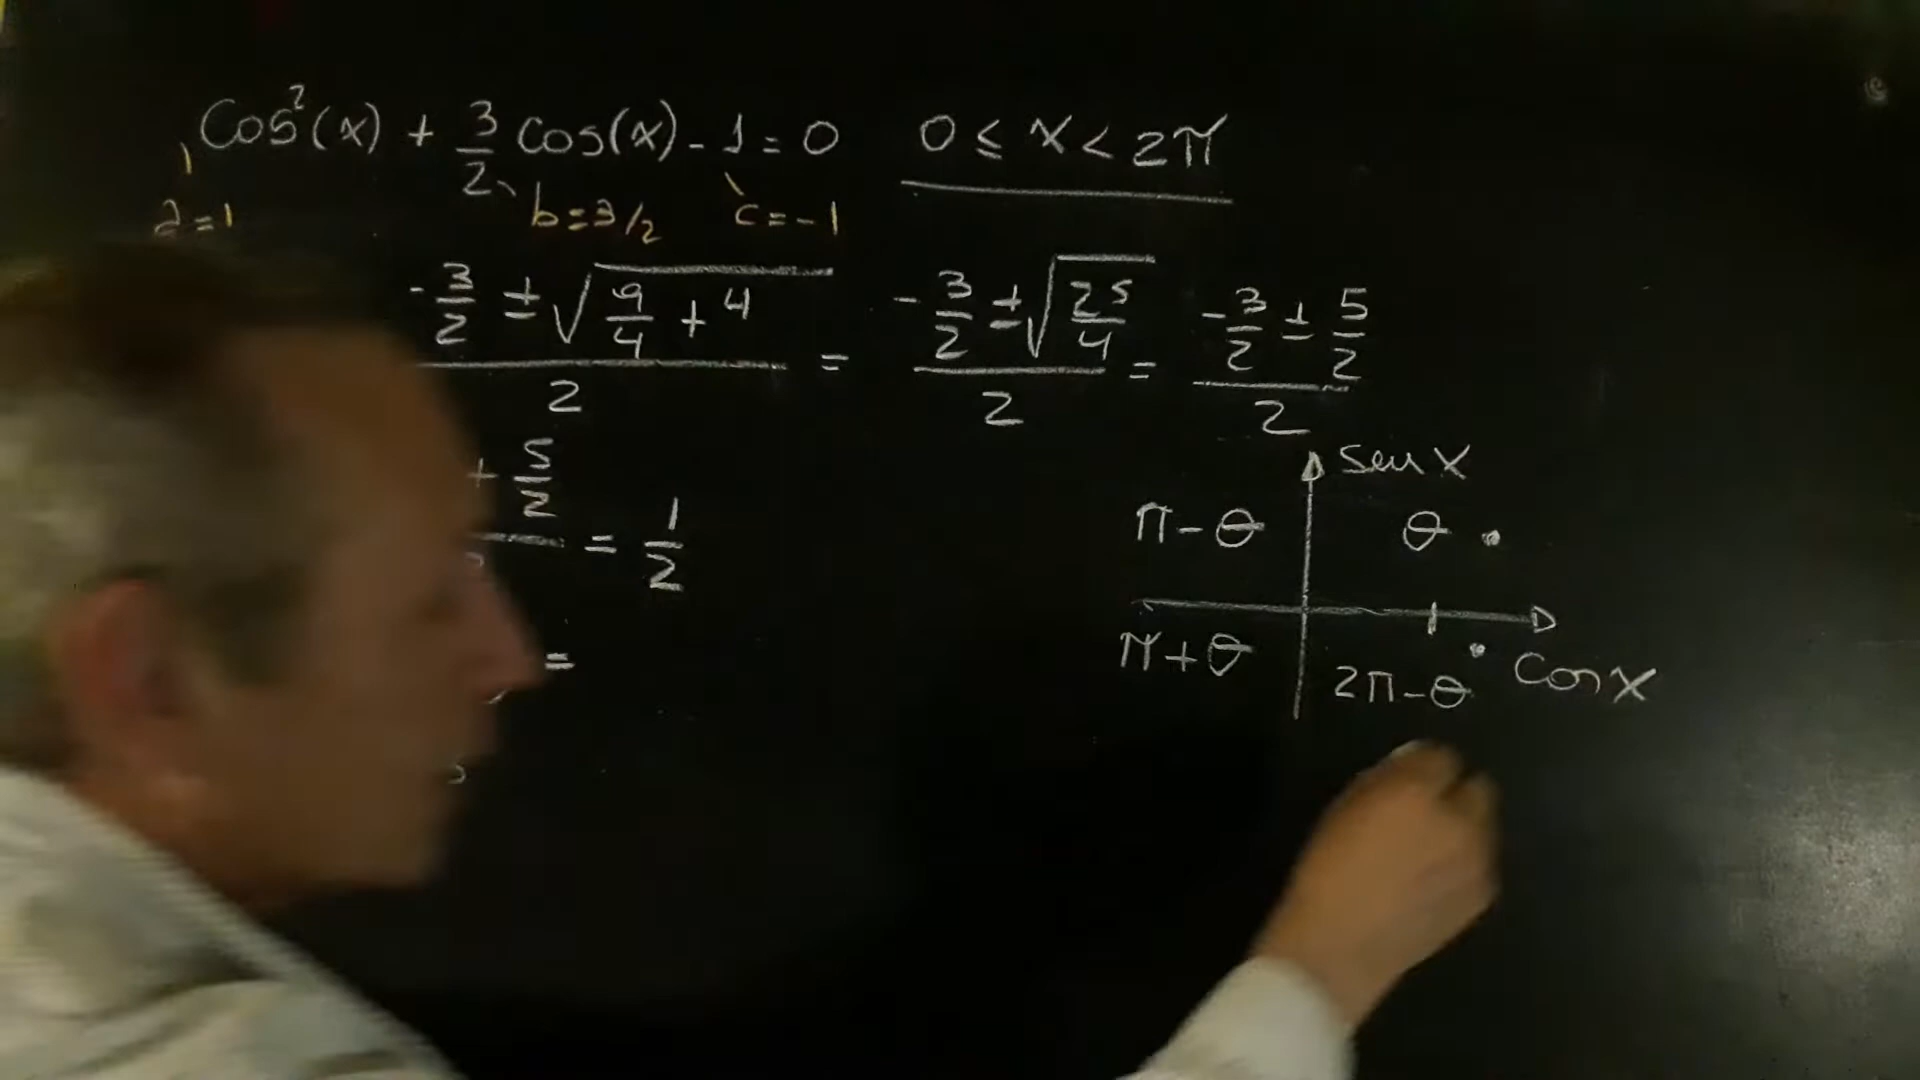 Cos²(x) + 3/2 Cos(x) - 1 = 0   0 ≤ x < 2π
a=1   b=3/2   c=-1
-3/2 ± √(9/4 + 4) / 2 = -3/2 ± √(25/4) / 2 = -3/2 ± 5/2 / 2
+ 5/2 = 1/2
sen x
π-θ   θ
=
π+θ   2π-θ   Cos x